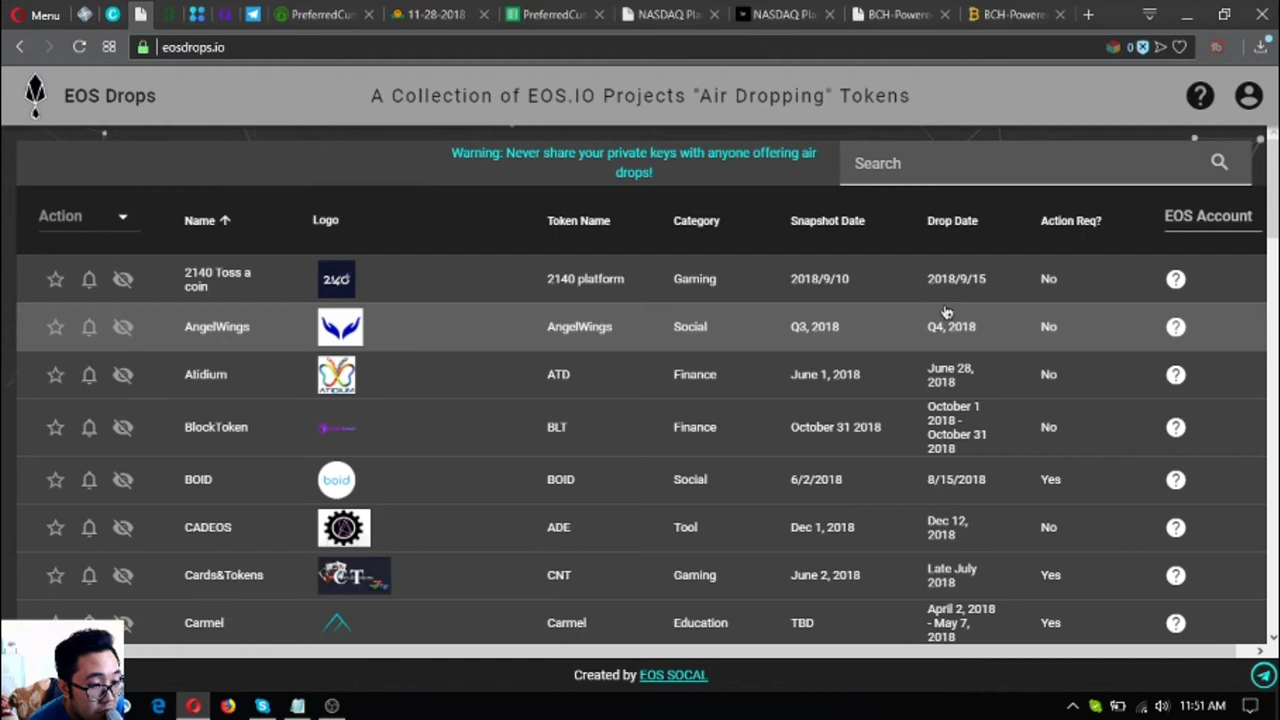 Menu
PreferredCu
11-28-2018
PreferredCu
NASDAQ Pla
NASDAQ Pl
BCH-Powere
BCH-Powere
eosdrops.io
0
EOS Drops
A Collection of EOS.IO Projects "Air Dropping" Tokens
Warning: Never share your private keys with anyone offering air
drops!
Search
Action Name Logo Token Name Category Snapshot Date Drop Date Action Req? EOS Account
2140 Toss a
coin
2140
2140 platform Gaming 2018/9/10 2018/9/15 No
AngelWings AngelWings Social Q3, 2018 Q4, 2018 No
Atidium ATIDIUM ATD Finance June 1, 2018 June 28,
2018
No
BlockToken BLT Finance October 31 2018 October 1
2018 -
October 31
2018
No
BOID boid BOID Social 6/2/2018 8/15/2018 Yes
CADEOS ADE Tool Dec 1, 2018 Dec 12,
2018
No
Cards&Tokens CT CNT Gaming June 2, 2018 Late July
2018
Yes
Carmel Carmel Education TBD April 2, 2018
- May 7,
2018
Yes
Created by EOS SOCAL
11:51 AM